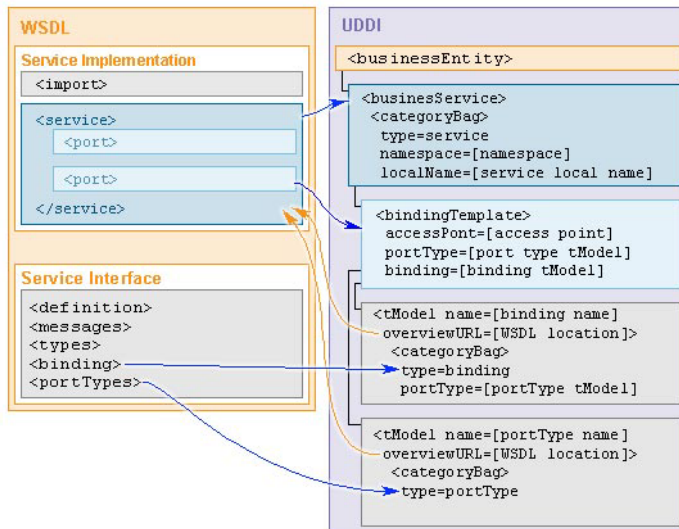 WSDL
Service Implementation
<import>
<service>
<port>
<port>
</service>
Service Interface
<definition>
<messages>
<types>
<binding>
<portTypes>
UDDI
<businessEntity>
<businesService>
<categoryBag>
type=service
namespace=[namespace]
localName=[service local name]
<bindingTemplate>
accessPont=[access point]
portType=[port type tModel]
binding=[binding tModel]
<tModel name=[binding name]
overviewURL=[WSDL location]>
<categoryBag>
type=binding
portType=[portType tModel]
<tModel name=[portType name]
overviewURL=[WSDL location]>
<categoryBag>
type=portType